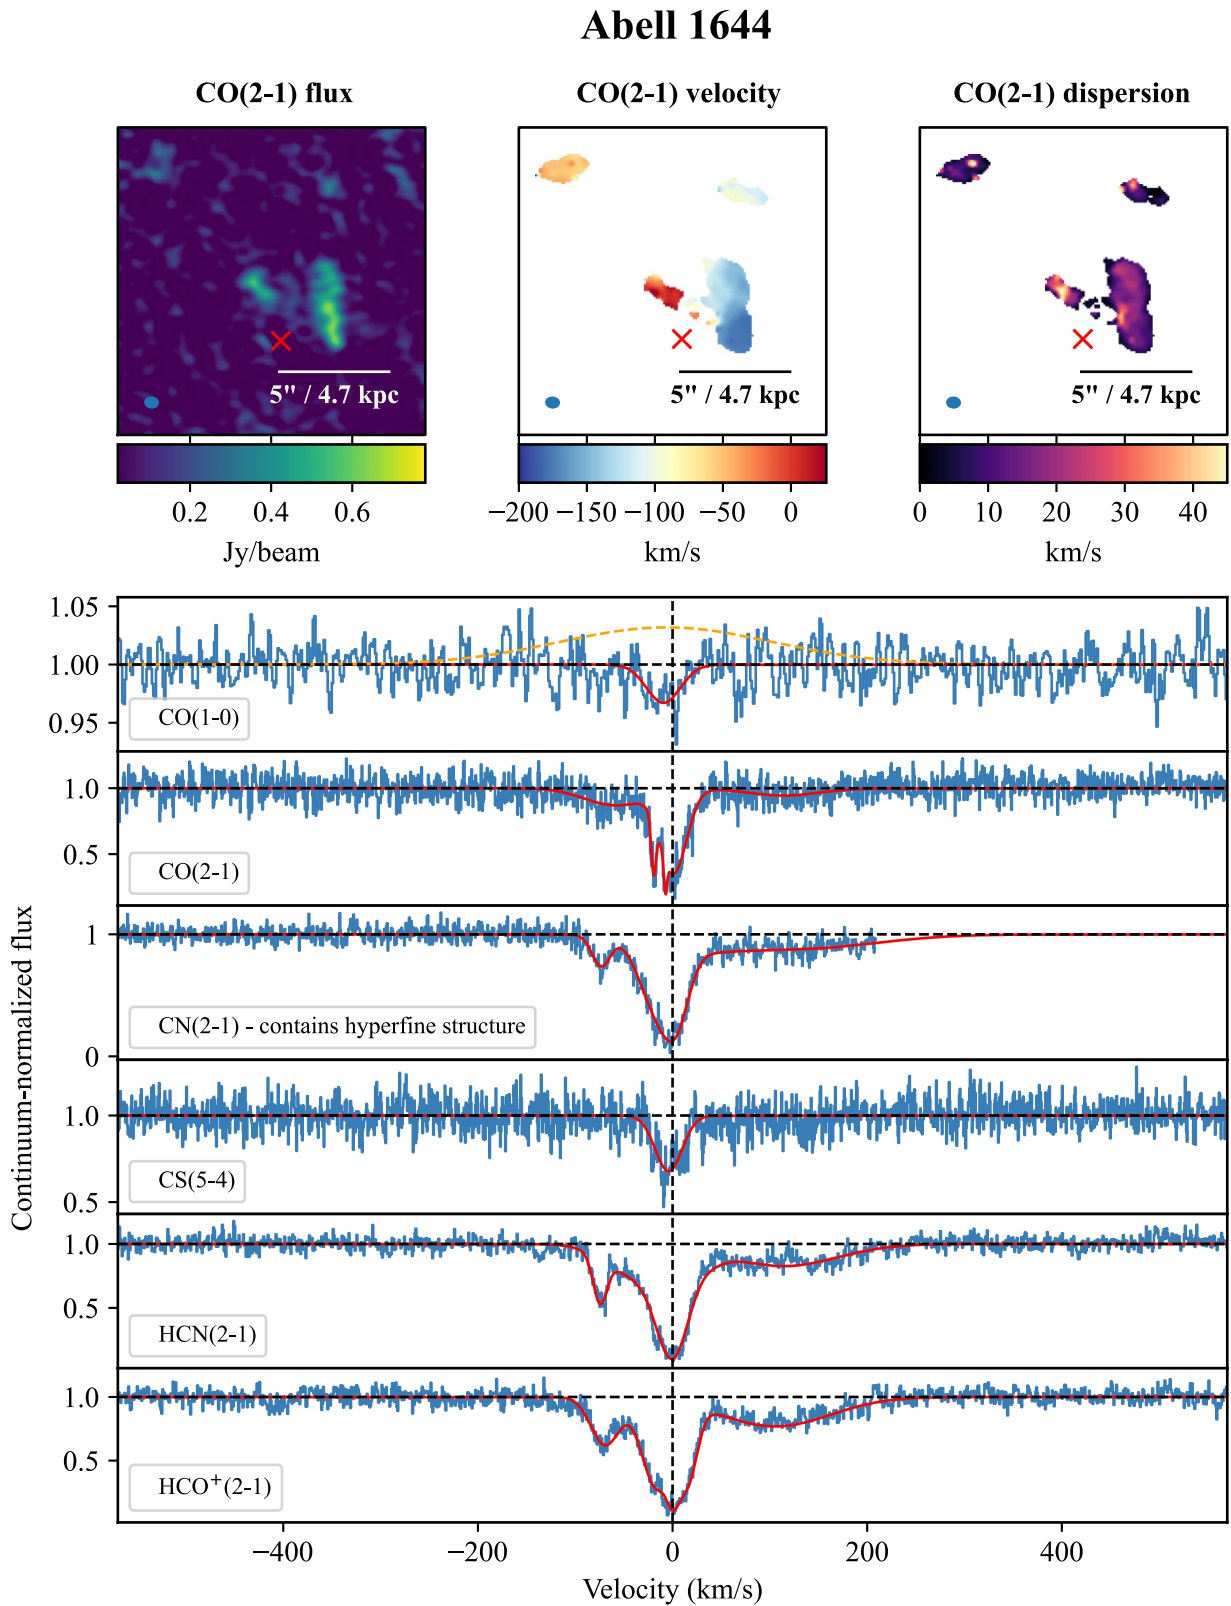 Abell 1644
CO(2-1) flux
CO(2-1) velocity
CO(2-1) dispersion
5" / 4.7 kpc
5" / 4.7 kpc
5" / 4.7 kpc
0.2 0.4 0.6
−200 −150 −100 −50 0
0 10 20 30 40
Jy/beam
km/s
km/s
Continuum-normalized flux
1.05
1.00
0.95
CO(1-0)
1.0
0.5
CO(2-1)
1
0
CN(2-1) - contains hyperfine structure
1.0
0.5
CS(5-4)
1.0
0.5
HCN(2-1)
1.0
0.5
HCO⁺(2-1)
−400 −200 0 200 400
Velocity (km/s)